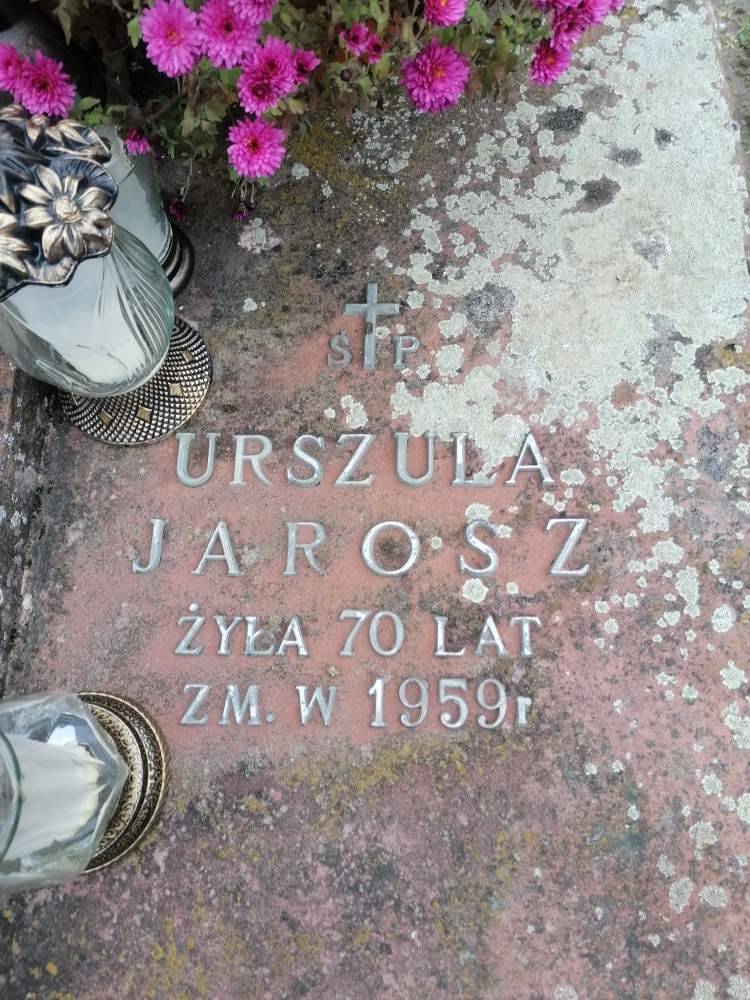 Ś P
URSZULA
JAROSZ
ŻYŁA 70 LAT
ZM. W 1959r